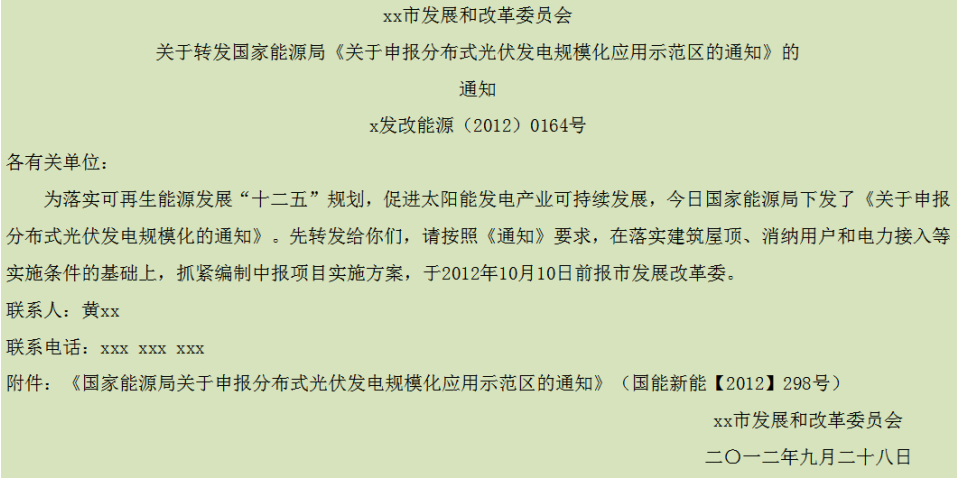 xx市发展和改革委员会
关于转发国家能源局《关于申报分布式光伏发电规模化应用示范区的通知》的
通知
x发改能源（2012）0164号
各有关单位：
为落实可再生能源发展“十二五”规划，促进太阳能发电产业可持续发展，今日国家能源局下发了《关于申报
分布式光伏发电规模化的通知》。先转发给你们，请按照《通知》要求，在落实建筑屋顶、消纳用户和电力接入等
实施条件的基础上，抓紧编制中报项目实施方案，于2012年10月10日前报市发展改革委。
联系人：黄xx
联系电话：xxx xxx xxx
附件：《国家能源局关于申报分布式光伏发电规模化应用示范区的通知》（国能新能【2012】298号）
xx市发展和改革委员会
二〇一二年九月二十八日